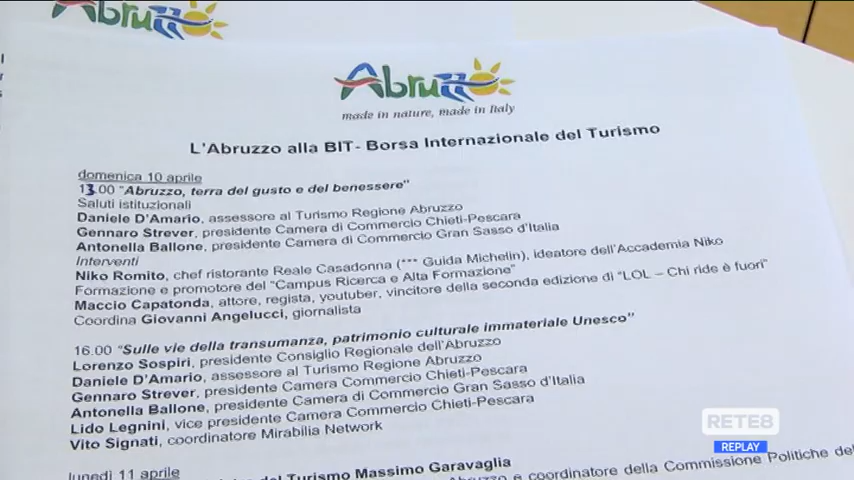 Abruzzo
Abruzzo
made in nature, made in Italy
L'Abruzzo alla BIT- Borsa Internazionale del Turismo
domenica 10 aprile
13.00 "Abruzzo, terra del gusto e del benessere"
Saluti istituzionali
Daniele D'Amario, assessore al Turismo Regione Abruzzo
Gennaro Strever, presidente Camera di Commercio Chieti-Pescara
Antonella Ballone, presidente Camera di Commercio Gran Sasso d'Italia
Interventi
Niko Romito, chef ristorante Reale Casadonna (*** Guida Michelin), ideatore dell'Accademia Niko
Formazione e promotore del "Campus Ricerca e Alta Formazione"
Maccio Capatonda, attore, regista, youtuber, vincitore della seconda edizione di "LOL – Chi ride è fuori"
Coordina Giovanni Angelucci, giornalista
16.00 "Sulle vie della transumanza, patrimonio culturale immateriale Unesco"
Lorenzo Sospiri, presidente Consiglio Regionale dell'Abruzzo
Daniele D'Amario, assessore al Turismo Regione Abruzzo
Gennaro Strever, presidente Camera Commercio Chieti-Pescara
Antonella Ballone, presidente Camera di Commercio Gran Sasso d'Italia
Lido Legnini, vice presidente Camera Commercio Chieti-Pescara
Vito Signati, coordinatore Mirabilia Network
lunedì 11 aprile
del Turismo Massimo Garavaglia
e coordinatore della Commissione Politiche del
RETE8
REPLAY